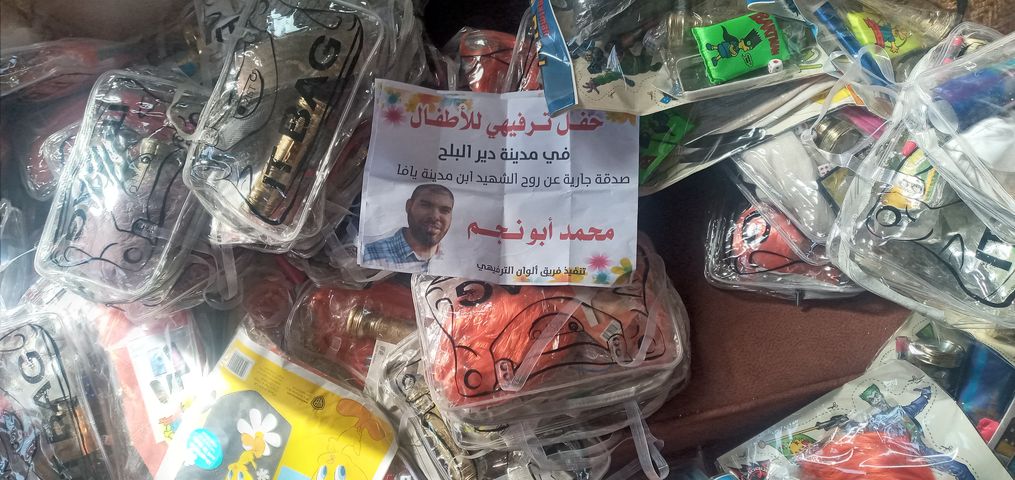 حفل ترفيهي للأطفال
في مدينة دير البلح
صدقة جارية عن روح الشهيد ابن مدينة يافا
محمد أبو نجم
تنفيذ فريق ألوان الترفيهي
BATMAN